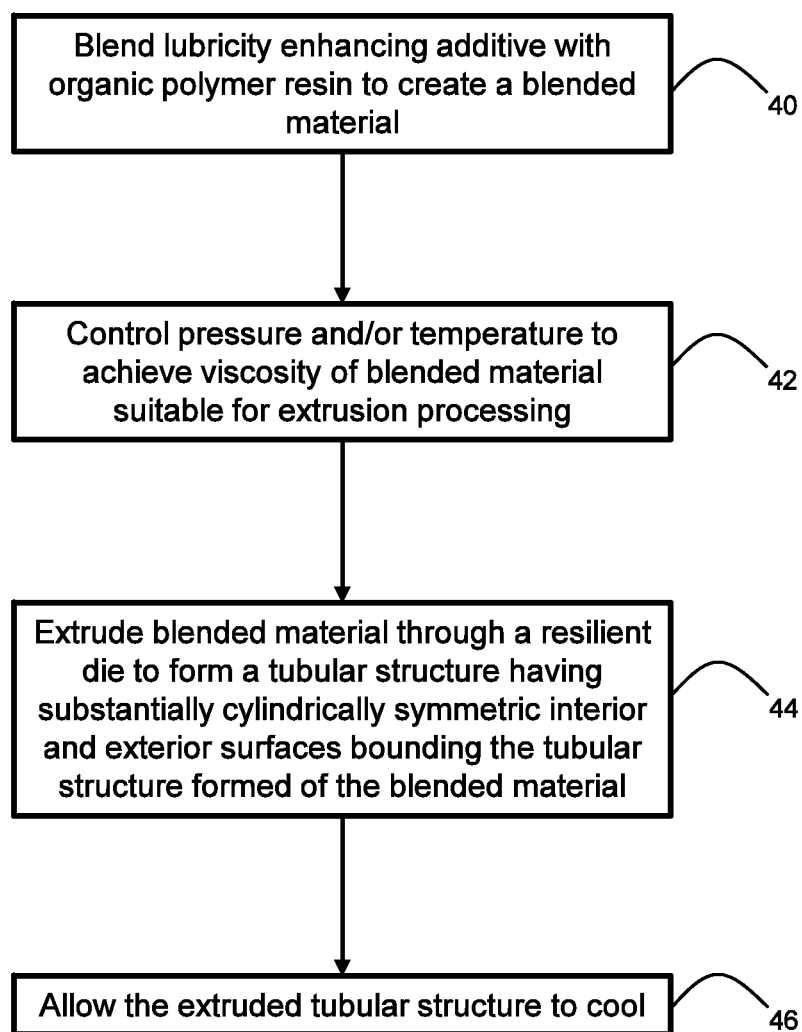 Blend lubricity enhancing additive with
organic polymer resin to create a blended
material
40
Control pressure and/or temperature to
achieve viscosity of blended material
suitable for extrusion processing
42
Extrude blended material through a resilient
die to form a tubular structure having
substantially cylindrically symmetric interior
and exterior surfaces bounding the tubular
structure formed of the blended material
44
Allow the extruded tubular structure to cool
46